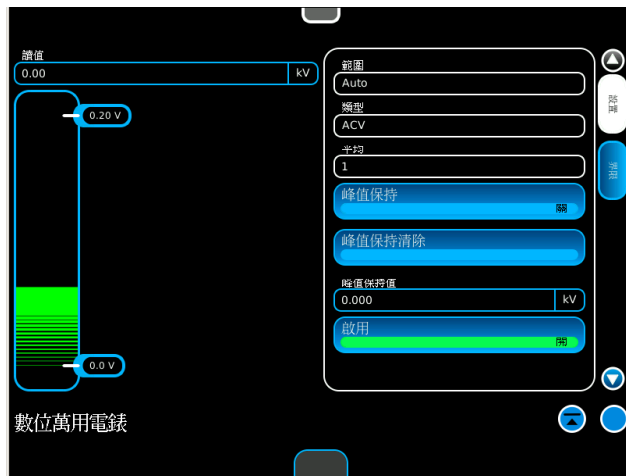 讀值
0.00 kV
0.20 V
0.0 V
範圍
Auto
類型
ACV
平均
1
峰值保持
關
峰值保持清除
峰值保持值
0.000 kV
啟用
開
設置
界限
數位萬用電錶